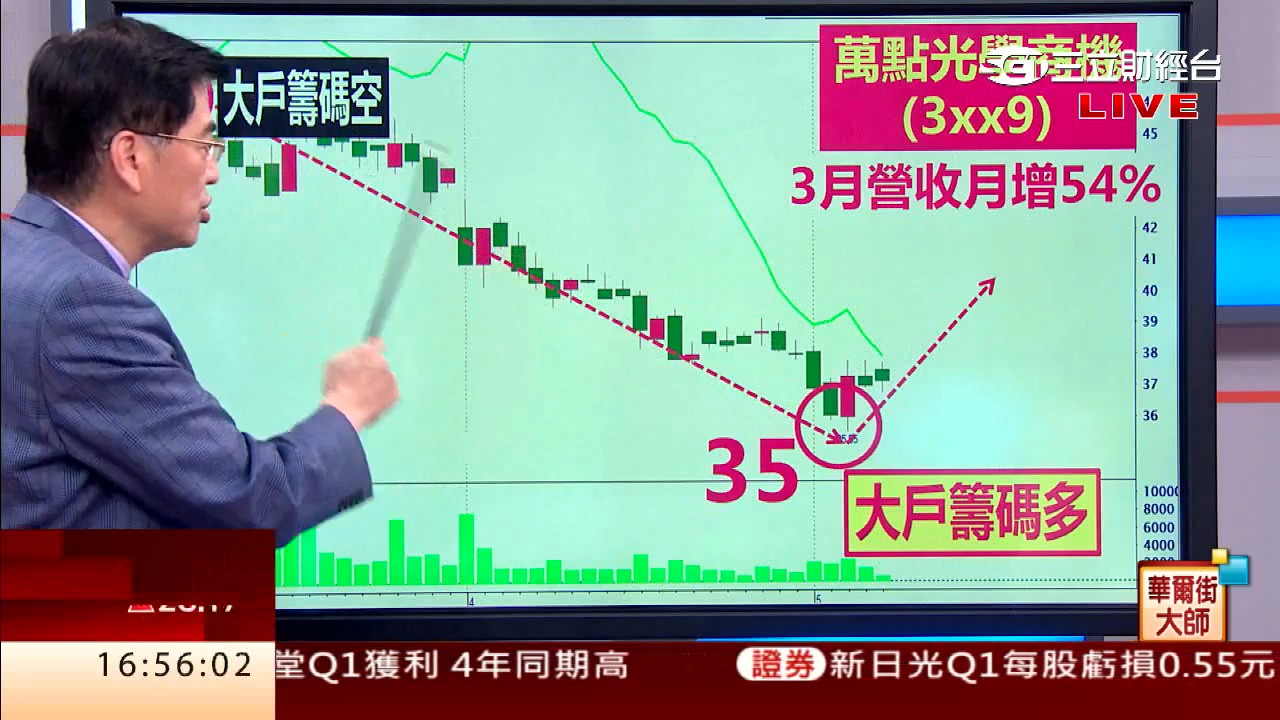 大戶籌碼空
萬點光學商機
(3xx9)
三立財經台
LIVE
3月營收月增54%
45
42
41
40
39
38
37
36
35
大戶籌碼多
10000
8000
6000
4000
4
5
華爾街
大師
16:56:02
堂Q1獲利 4年同期高
證券 新日光Q1每股虧損0.55元